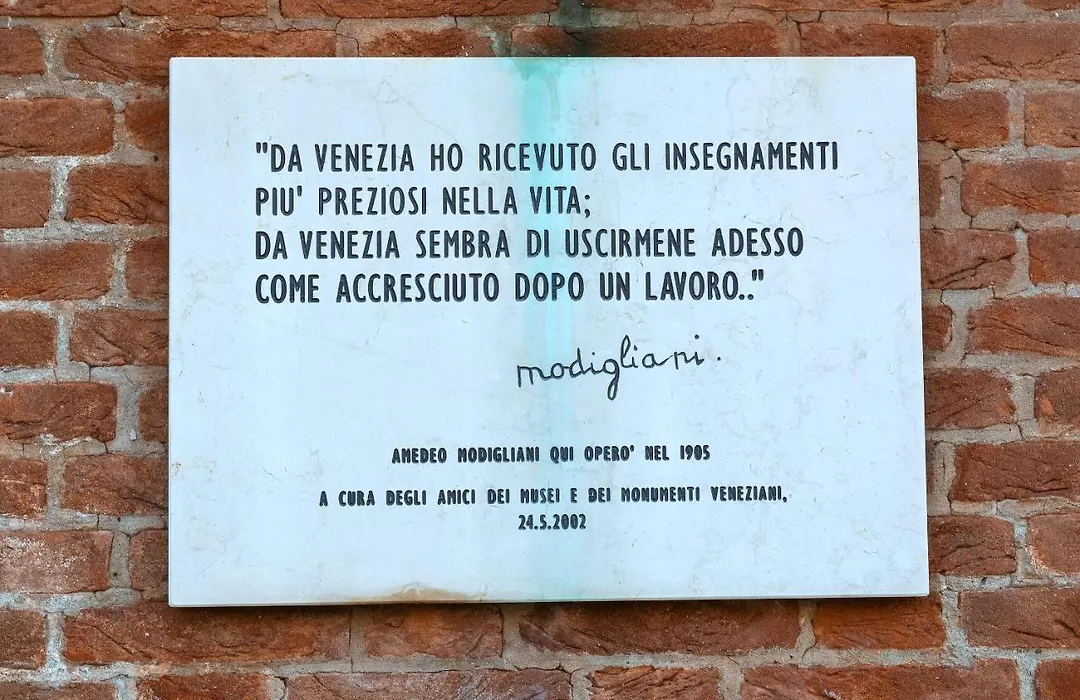 "DA VENEZIA HO RICEVUTO GLI INSEGNAMENTI
PIU' PREZIOSI NELLA VITA;
DA VENEZIA SEMBRA DI USCIRMENE ADESSO
COME ACCRESCIUTO DOPO UN LAVORO.."
modigliani.
AMEDEO MODIGLIANI QUI OPERO' NEL 1905
A CURA DEGLI AMICI DEI MUSEI E DEI MONUMENTI VENEZIANI,
24.5.2002